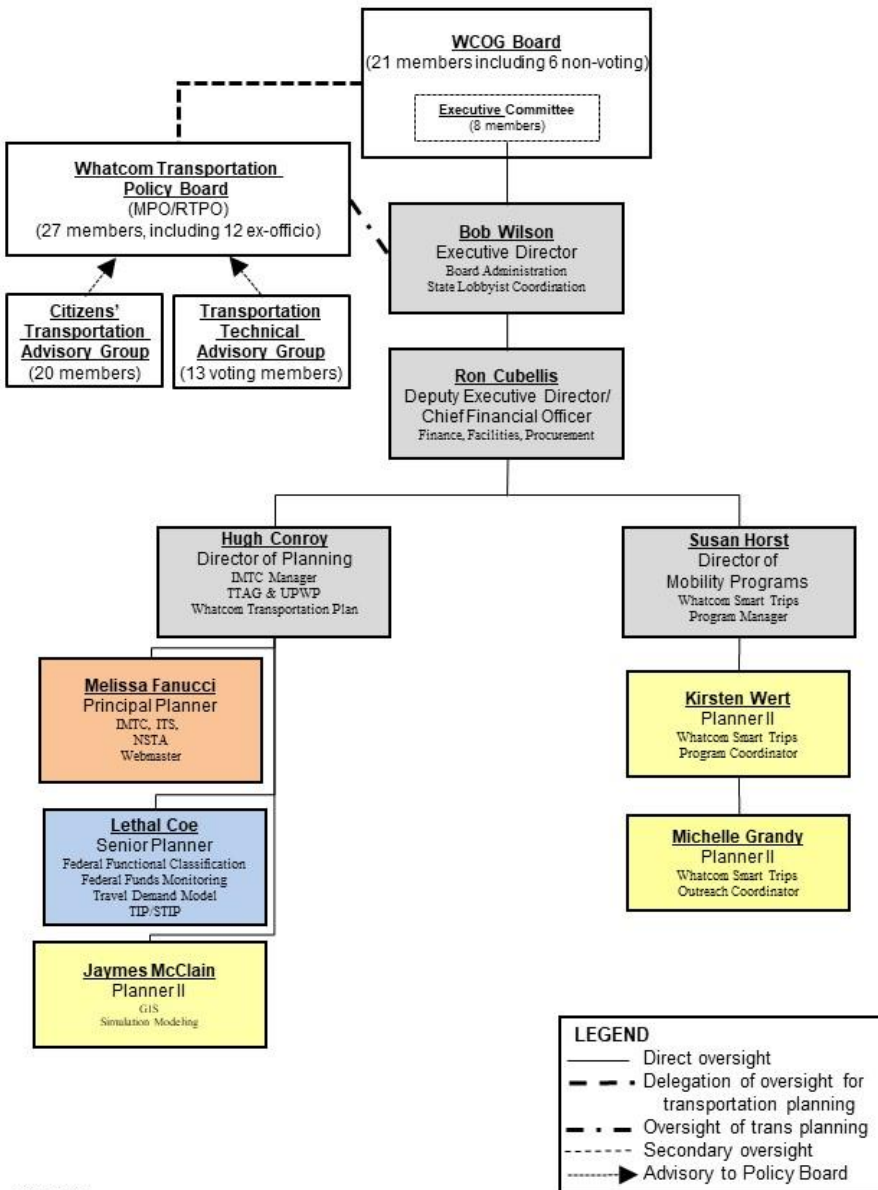 WCOG Board
(21 members including 6 non-voting)
Executive Committee
(8 members)
Whatcom Transportation
Policy Board
(MPO/RTPO)
(27 members, including 12 ex-officio)
Citizens’
Transportation
Advisory Group
(20 members)
Transportation
Technical
Advisory Group
(13 voting members)
Bob Wilson
Executive Director
Board Administration
State Lobbyist Coordination
Ron Cubellis
Deputy Executive Director/
Chief Financial Officer
Finance, Facilities, Procurement
Hugh Conroy
Director of Planning
IMTC Manager
TTAG & UPWP
Whatcom Transportation Plan
Susan Horst
Director of
Mobility Programs
Whatcom Smart Trips
Program Manager
Melissa Fanucci
Principal Planner
IMTC, ITS,
NSTA
Webmaster
Kirsten Wert
Planner II
Whatcom Smart Trips
Program Coordinator
Lethal Coe
Senior Planner
Federal Functional Classification
Federal Funds Monitoring
Travel Demand Model
TIP/STIP
Michelle Grandy
Planner II
Whatcom Smart Trips
Outreach Coordinator
Jaymes McClain
Planner II
GIS
Simulation Modeling
LEGEND
Direct oversight
Delegation of oversight for
transportation planning
Oversight of trans planning
Secondary oversight
Advisory to Policy Board